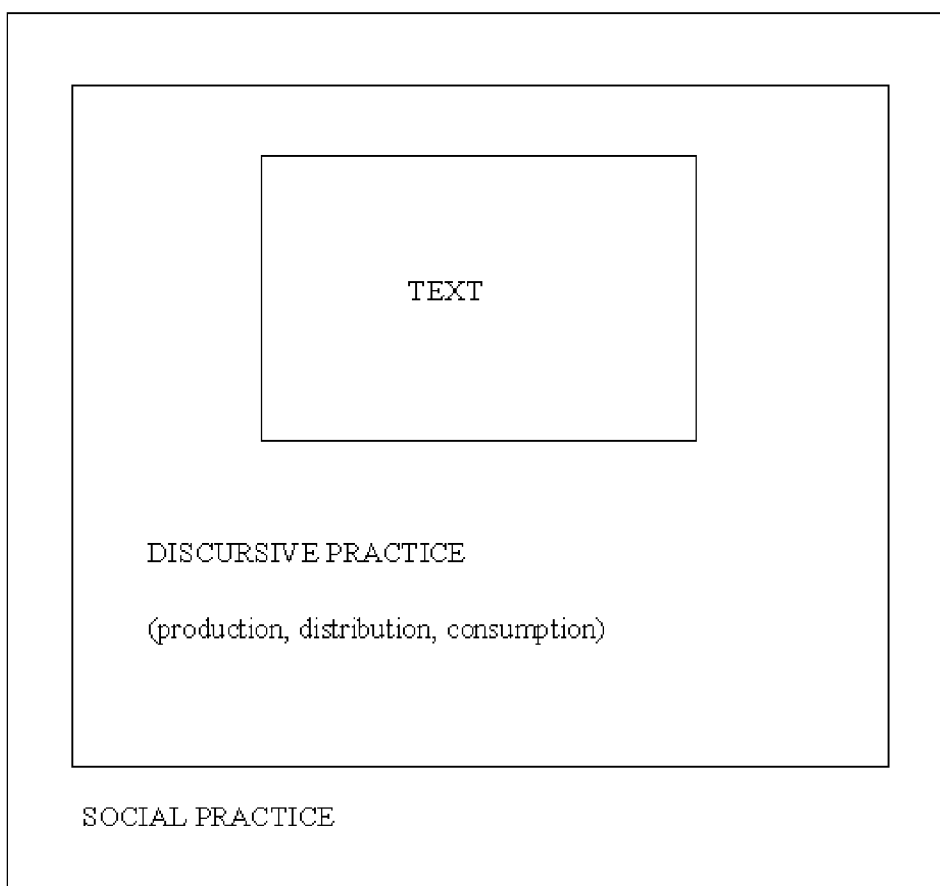 TEXT
DISCURSIVE PRACTICE
(production, distribution, consumption)
SOCIAL PRACTICE